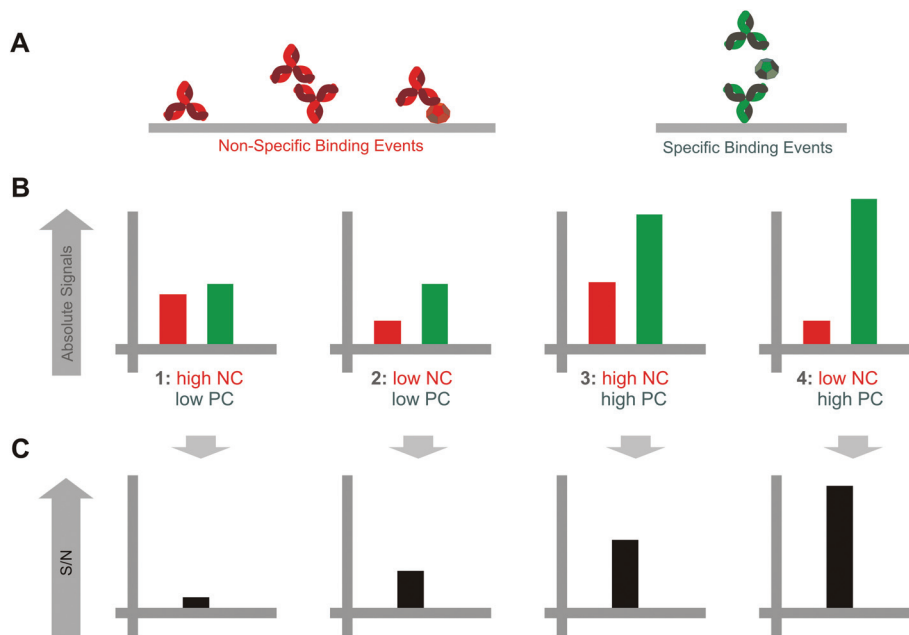 A
Non-Specific Binding Events
Specific Binding Events
B
Absolute Signals
1: high NC
low PC
2: low NC
low PC
3: high NC
high PC
4: low NC
high PC
C
S/N